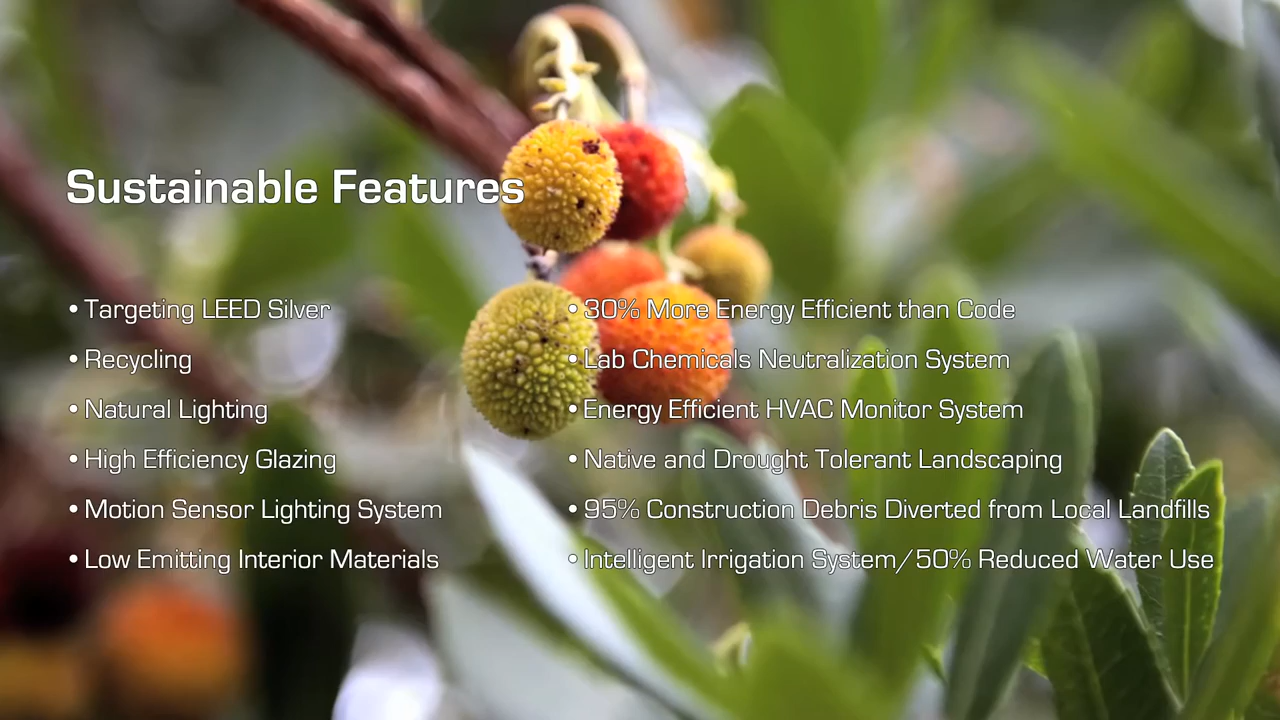 Sustainable Features
• Targeting LEED Silver
• Recycling
• Natural Lighting
• High Efficiency Glazing
• Motion Sensor Lighting System
• Low Emitting Interior Materials
• 30% More Energy Efficient than Code
• Lab Chemicals Neutralization System
• Energy Efficient HVAC Monitor System
• Native and Drought Tolerant Landscaping
• 95% Construction Debris Diverted from Local Landfills
• Intelligent Irrigation System/50% Reduced Water Use